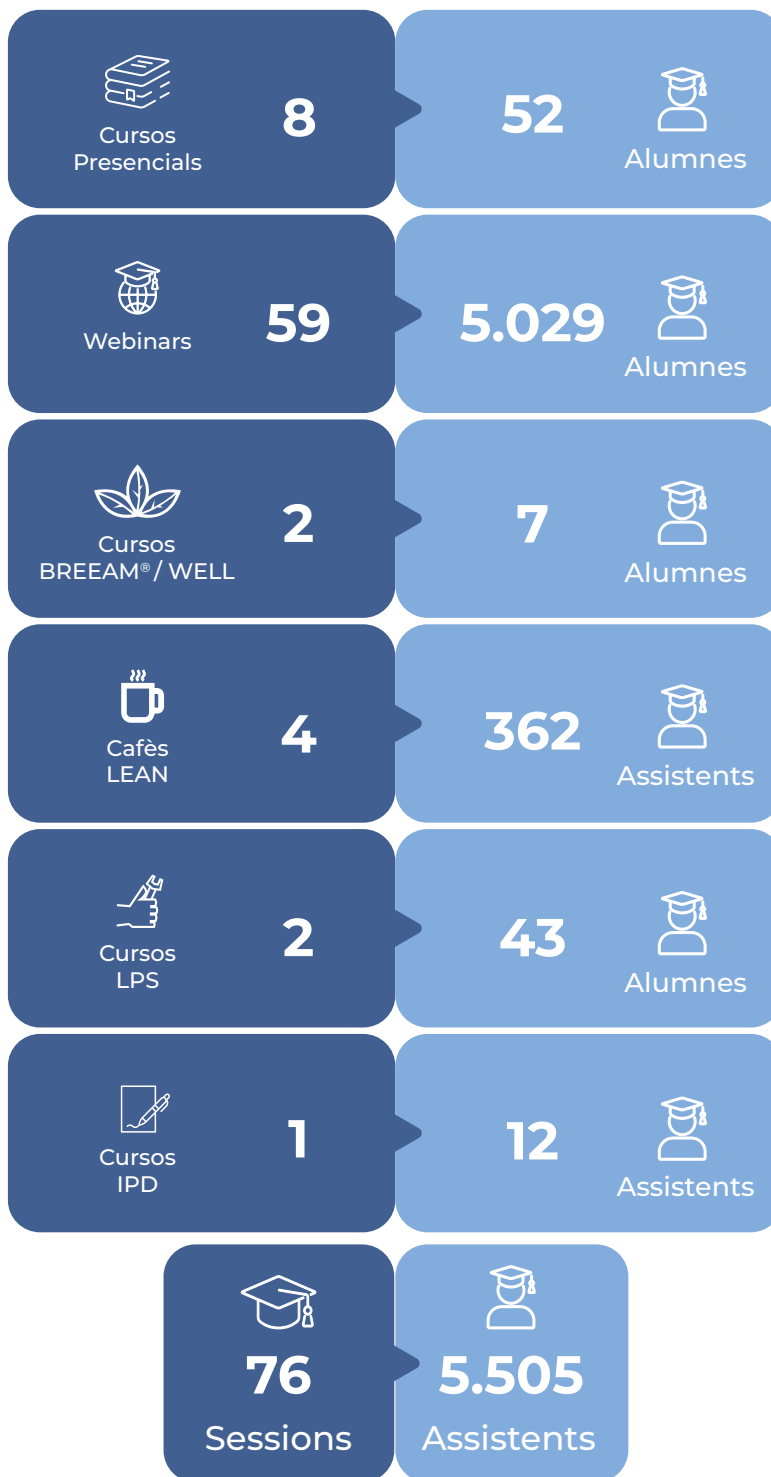 Cursos
Presencials
8
52
Alumnes
Webinars
59
5.029
Alumnes
Cursos
BREEAM® / WELL
2
7
Alumnes
Cafès
LEAN
4
362
Assistents
Cursos
LPS
2
43
Alumnes
Cursos
IPD
1
12
Assistents
76
Sessions
5.505
Assistents